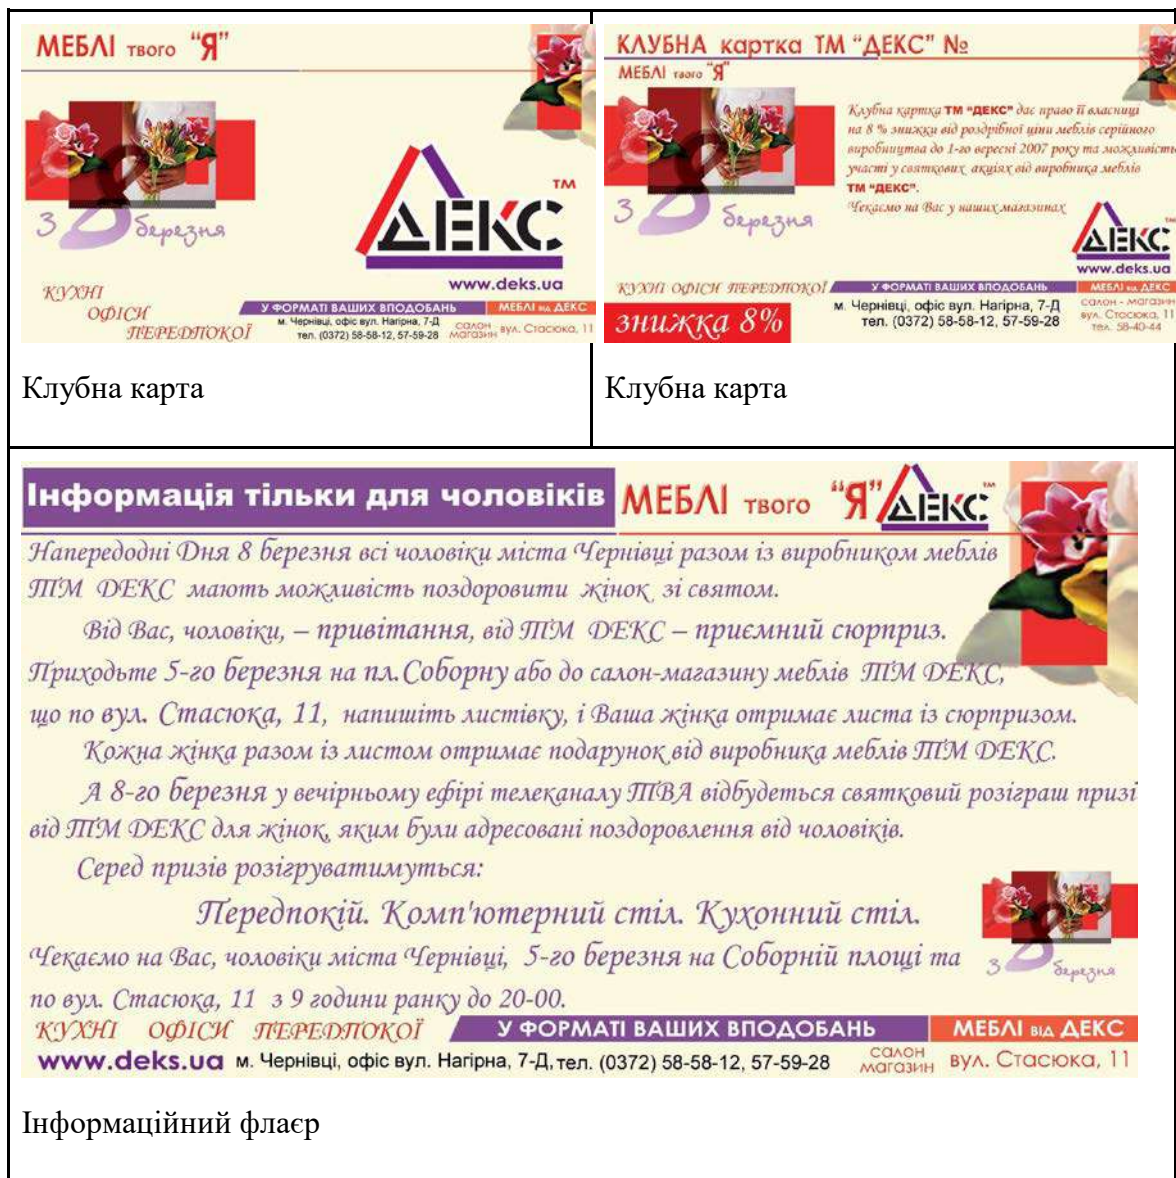 МЕБЛІ твого "Я"
З 8 березня
ДЕКС ТМ
www.deks.ua
КУХНІ
ОФІСИ
ПЕРЕДПОКОЇ
У ФОРМАТІ ВАШИХ ВПОДОБАНЬ МЕБЛІ від ДЕКС
м. Чернівці, офіс вул. Нагірна, 7-Д
тел. (0372) 58-58-12, 57-59-28
салон магазин вул. Стасюка, 11
Клубна карта
КЛУБНА картка ТМ "ДЕКС" №
МЕБЛІ твого "Я"
Клубна картка ТМ "ДЕКС" дає право її власниці
на 8 % знижки від роздрібної ціни меблів серійного
виробництва до 1-го вересні 2007 року та можливість
участі у святкових акціях від виробника меблів
ТМ "ДЕКС".
Чекаємо на Вас у наших магазинах
З 8 березня
ДЕКС ТМ
www.deks.ua
КУХНІ ОФІСИ ПЕРЕДПОКОЇ
У ФОРМАТІ ВАШИХ ВПОДОБАНЬ МЕБЛІ від ДЕКС
знижка 8%
м. Чернівці, офіс вул. Нагірна, 7-Д
тел. (0372) 58-58-12, 57-59-28
салон - магазин
вул. Стасюка, 11
тел. 58-40-44
Клубна карта
Інформація тільки для чоловіків МЕБЛІ твого "Я" ДЕКС ТМ
Напередодні Дня 8 березня всі чоловіки міста Чернівці разом із виробником меблів
ТМ ДЕКС мають можливість поздоровити жінок зі святом.
Від Вас, чоловіки, – привітання, від ТМ ДЕКС – приємний сюрприз.
Приходьте 5-го березня на пл.Соборну або до салон-магазину меблів ТМ ДЕКС,
що по вул. Стасюка, 11, напишіть листівку, і Ваша жінка отримає листа із сюрпризом.
Кожна жінка разом із листом отримає подарунок від виробника меблів ТМ ДЕКС.
А 8-го березня у вечірньому ефірі телеканалу ТВА відбудеться святковий розіграш призі
від ТМ ДЕКС для жінок, яким були адресовані поздоровлення від чоловіків.
Серед призів розігруватимуться:
Передпокій. Комп'ютерний стіл. Кухонний стіл.
Чекаємо на Вас, чоловіки міста Чернівці, 5-го березня на Соборній площі та
по вул. Стасюка, 11 з 9 години ранку до 20-00.
З 8 березня
КУХНІ ОФІСИ ПЕРЕДПОКОЇ У ФОРМАТІ ВАШИХ ВПОДОБАНЬ МЕБЛІ від ДЕКС
www.deks.ua м. Чернівці, офіс вул. Нагірна, 7-Д, тел. (0372) 58-58-12, 57-59-28 салон магазин вул. Стасюка, 11
Інформаційний флаєр